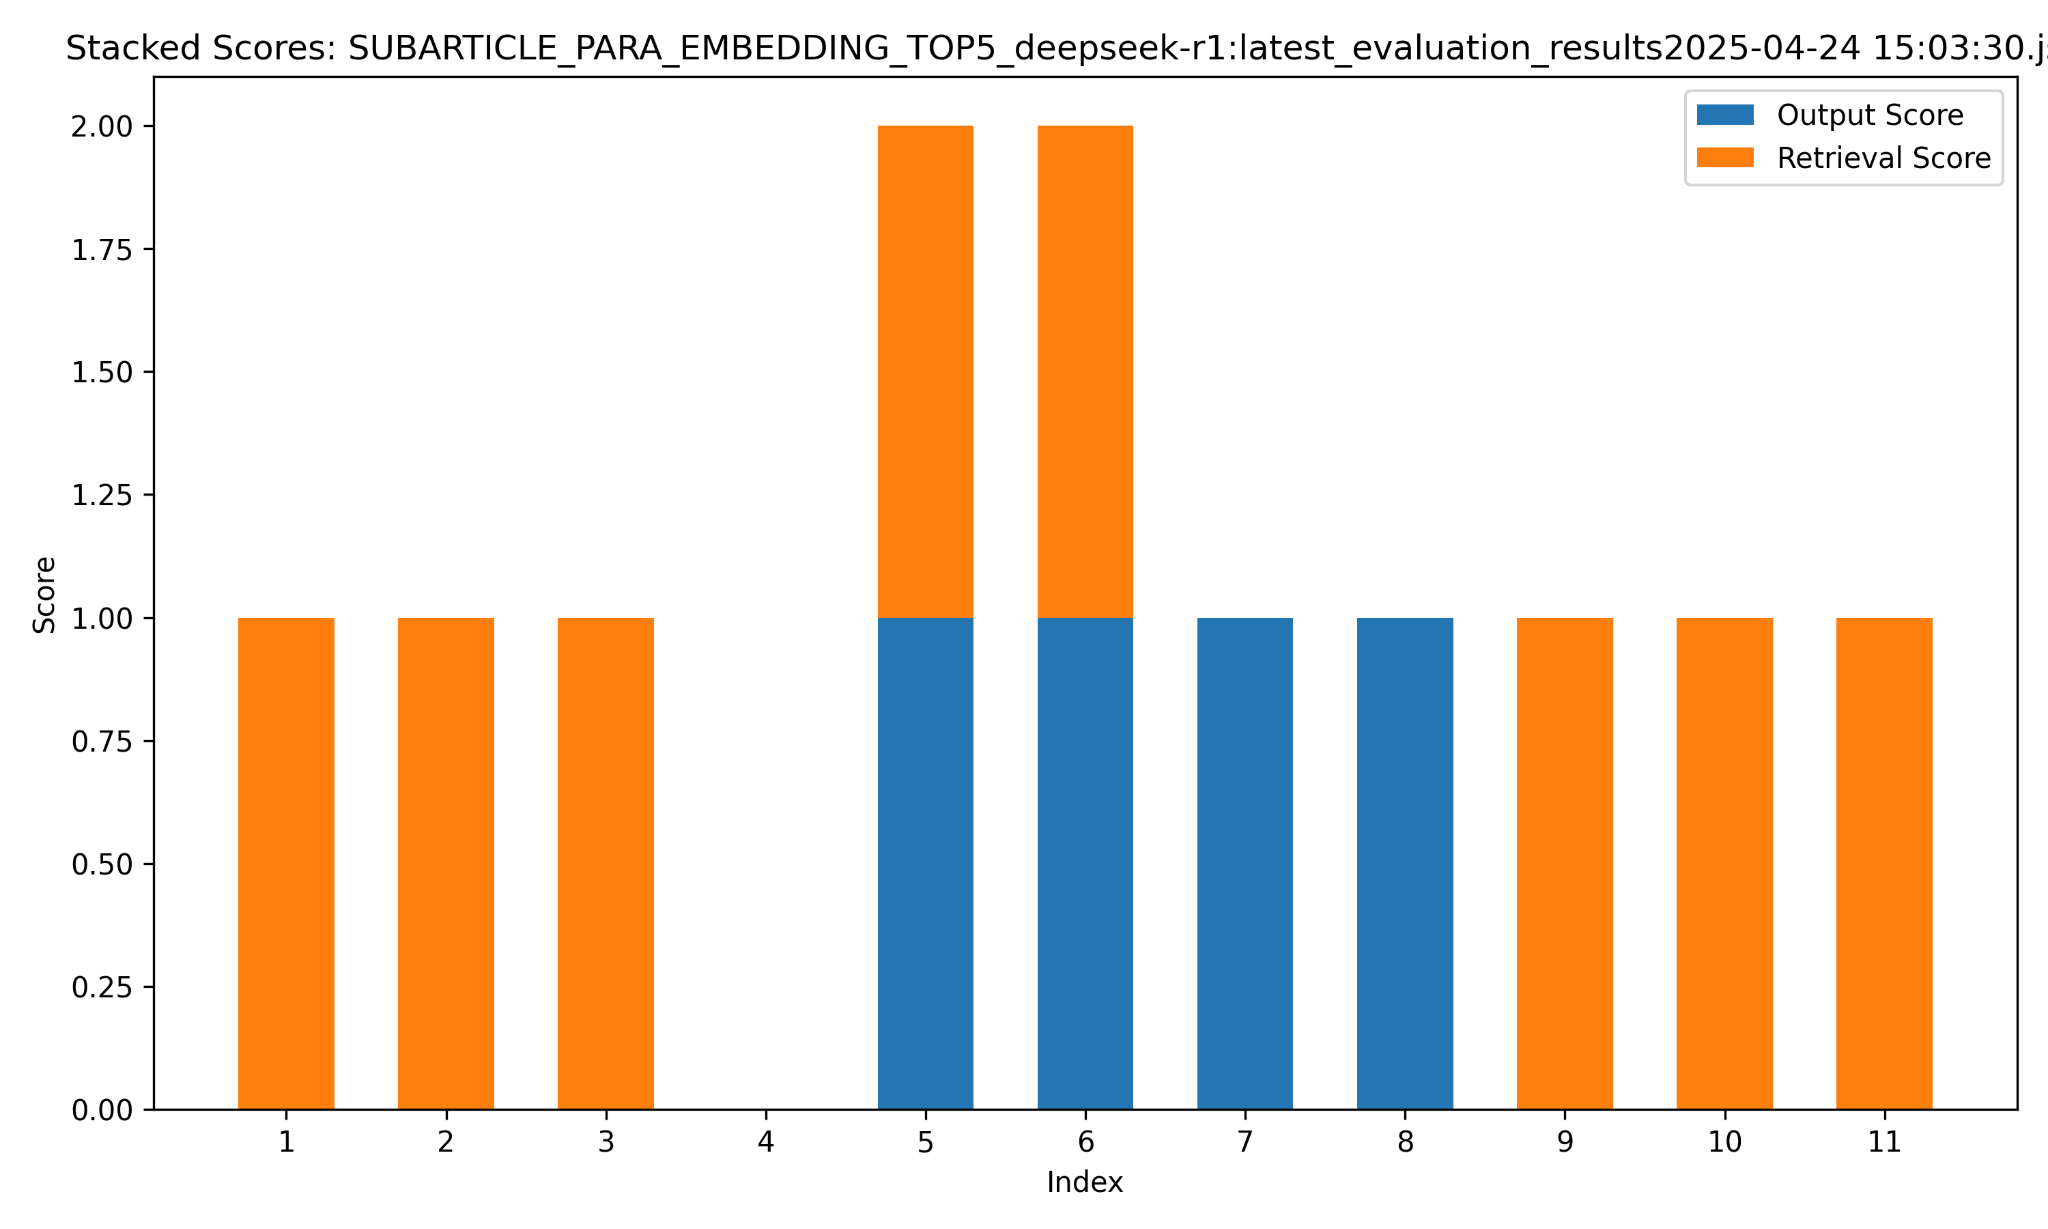 Stacked Scores: SUBARTICLE_PARA_EMBEDDING_TOP5_deepseek-r1:latest_evaluation_results2025-04-24 15:03:30.j
Output Score
Retrieval Score
2.00
1.75
1.50
1.25
1.00
0.75
0.50
0.25
0.00
Score
1 2 3 4 5 6 7 8 9 10 11
Index